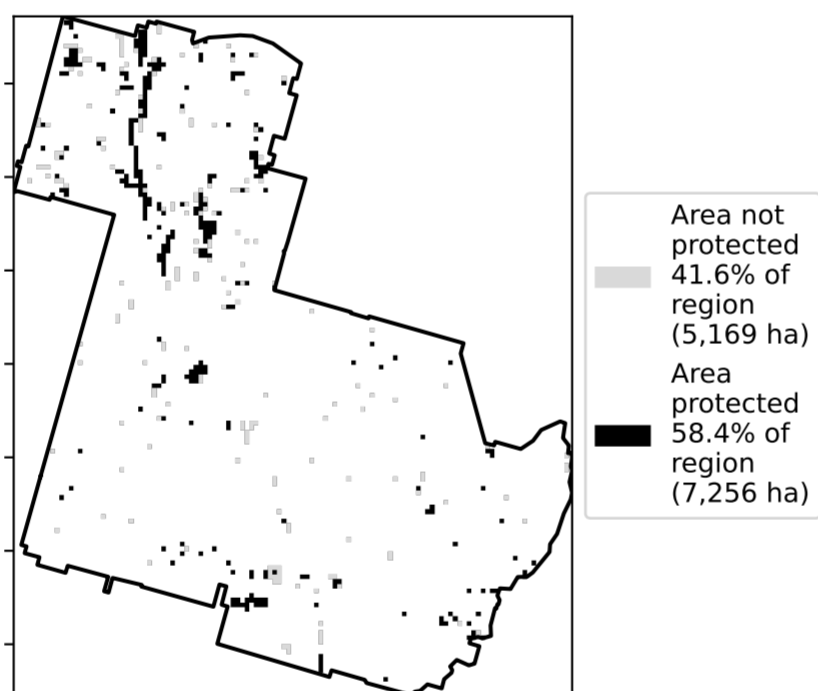 Area not
protected
41.6% of
region
(5,169 ha)
Area
protected
58.4% of
region
(7,256 ha)